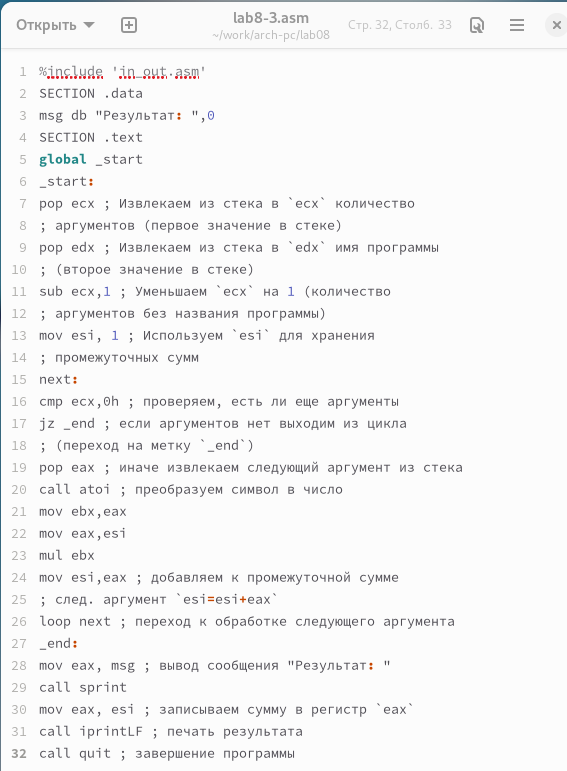 Открыть
lab8-3.asm
~/work/arch-pc/lab08
Стр. 32, Столб. 33
1 %include 'in_out.asm'
2 SECTION .data
3 msg db "Результат: ",0
4 SECTION .text
5 global _start
6 _start:
7 pop ecx ; Извлекаем из стека в `ecx` количество
8 ; аргументов (первое значение в стеке)
9 pop edx ; Извлекаем из стека в `edx` имя программы
10 ; (второе значение в стеке)
11 sub ecx,1 ; Уменьшаем `ecx` на 1 (количество
12 ; аргументов без названия программы)
13 mov esi, 1 ; Используем `esi` для хранения
14 ; промежуточных сумм
15 next:
16 cmp ecx,0h ; проверяем, есть ли еще аргументы
17 jz _end ; если аргументов нет выходим из цикла
18 ; (переход на метку `_end`)
19 pop eax ; иначе извлекаем следующий аргумент из стека
20 call atoi ; преобразуем символ в число
21 mov ebx,eax
22 mov eax,esi
23 mul ebx
24 mov esi,eax ; добавляем к промежуточной сумме
25 ; след. аргумент `esi=esi+eax`
26 loop next ; переход к обработке следующего аргумента
27 _end:
28 mov eax, msg ; вывод сообщения "Результат: "
29 call sprint
30 mov eax, esi ; записываем сумму в регистр `eax`
31 call iprintLF ; печать результата
32 call quit ; завершение программы